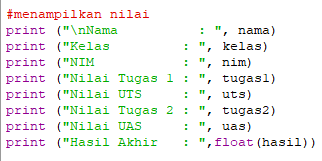 #menampilkan nilai
print ("\nNama           : ", nama)
print ("Kelas          : ", kelas)
print ("NIM            : ", nim)
print ("Nilai Tugas 1 : ", tugas1)
print ("Nilai UTS      : ", uts)
print ("Nilai Tugas 2 : ", tugas2)
print ("Nilai UAS      : ", uas)
print ("Hasil Akhir   : ",float(hasil))